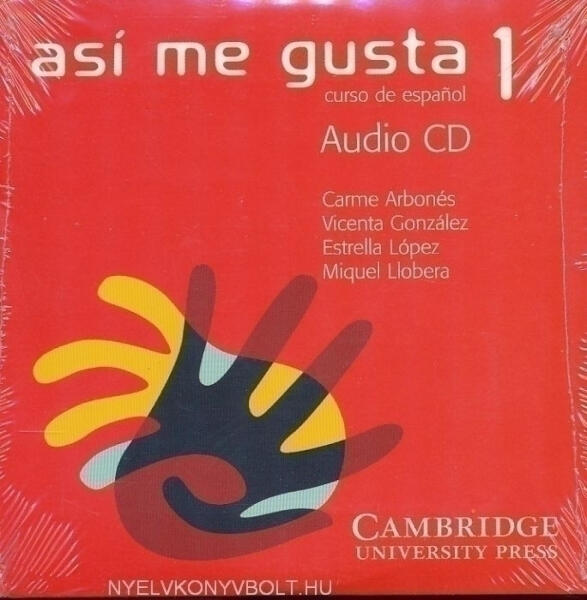 así me gusta 1
curso de español
Audio CD
Carme Arbonés
Vicenta González
Estrella López
Miquel Llobera
CAMBRIDGE
UNIVERSITY PRESS
NYELVKONYVBOLT.HU